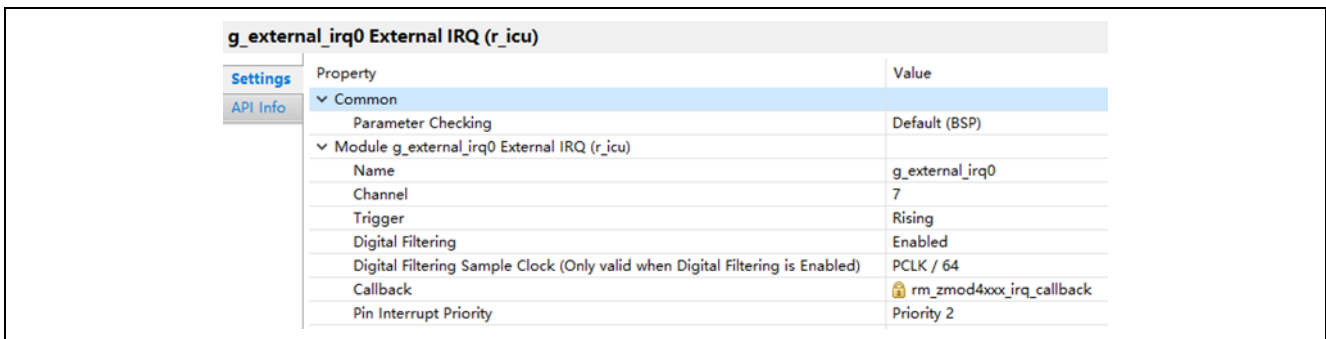 g_external_irq0 External IRQ (r_icu)
Settings
Property Value
API Info
Common
Parameter Checking Default (BSP)
Module g_external_irq0 External IRQ (r_icu)
Name g_external_irq0
Channel 7
Trigger Rising
Digital Filtering Enabled
Digital Filtering Sample Clock (Only valid when Digital Filtering is Enabled) PCLK / 64
Callback rm_zmod4xxx_irq_callback
Pin Interrupt Priority Priority 2